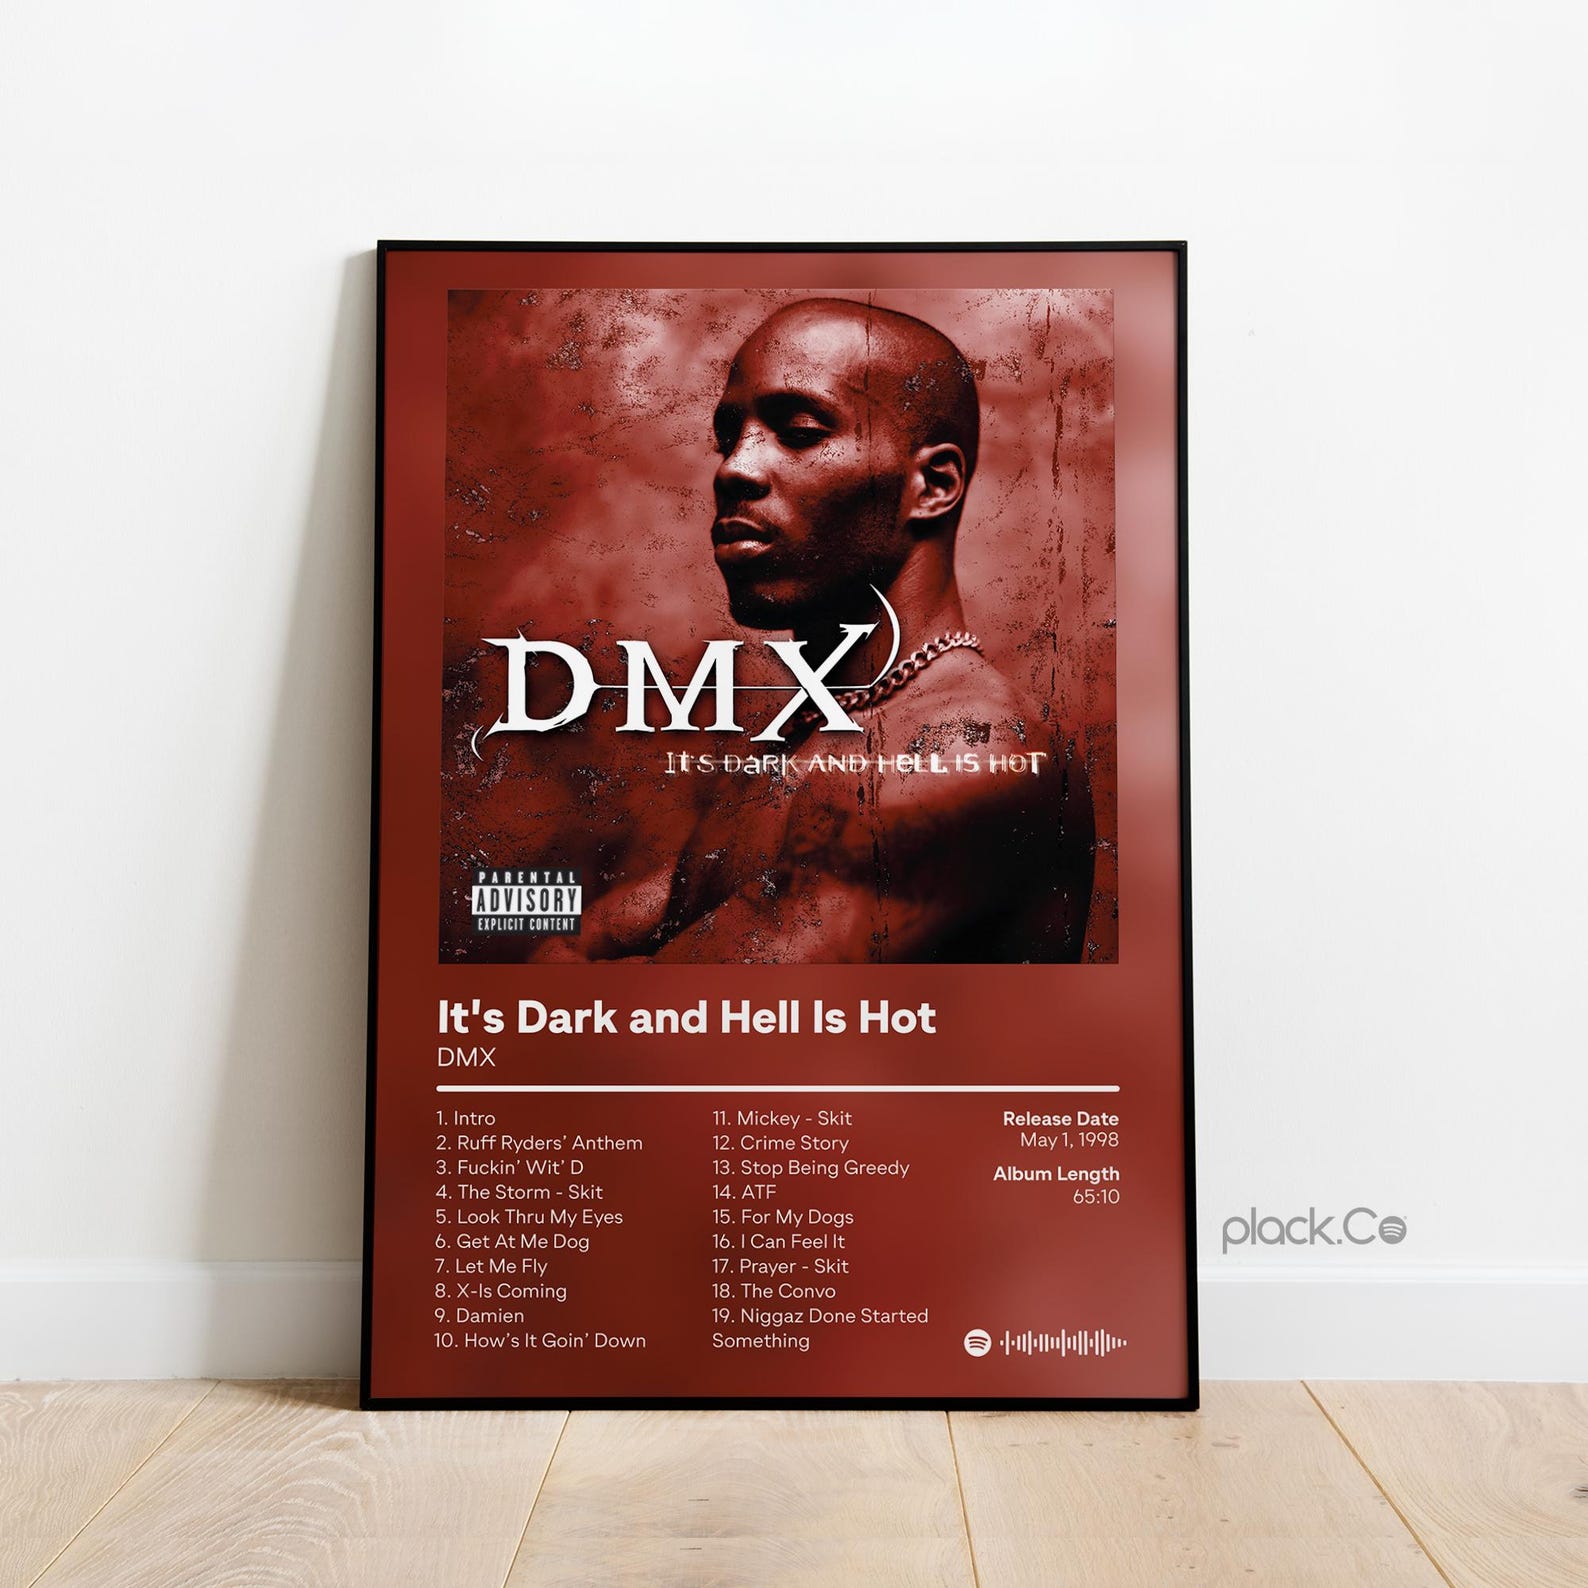 DMX
It's Dark and Hell Is Hot
PARENTAL
ADVISORY
EXPLICIT CONTENT
It's Dark and Hell Is Hot
DMX
1. Intro
2. Ruff Ryders’ Anthem
3. Fuckin’ Wit’ D
4. The Storm - Skit
5. Look Thru My Eyes
6. Get At Me Dog
7. Let Me Fly
8. X-Is Coming
9. Damien
10. How’s It Goin’ Down
11. Mickey - Skit
12. Crime Story
13. Stop Being Greedy
14. ATF
15. For My Dogs
16. I Can Feel It
17. Prayer - Skit
18. The Convo
19. Niggaz Done Started
Something
Release Date
May 1, 1998
Album Length
65:10
plack.Co